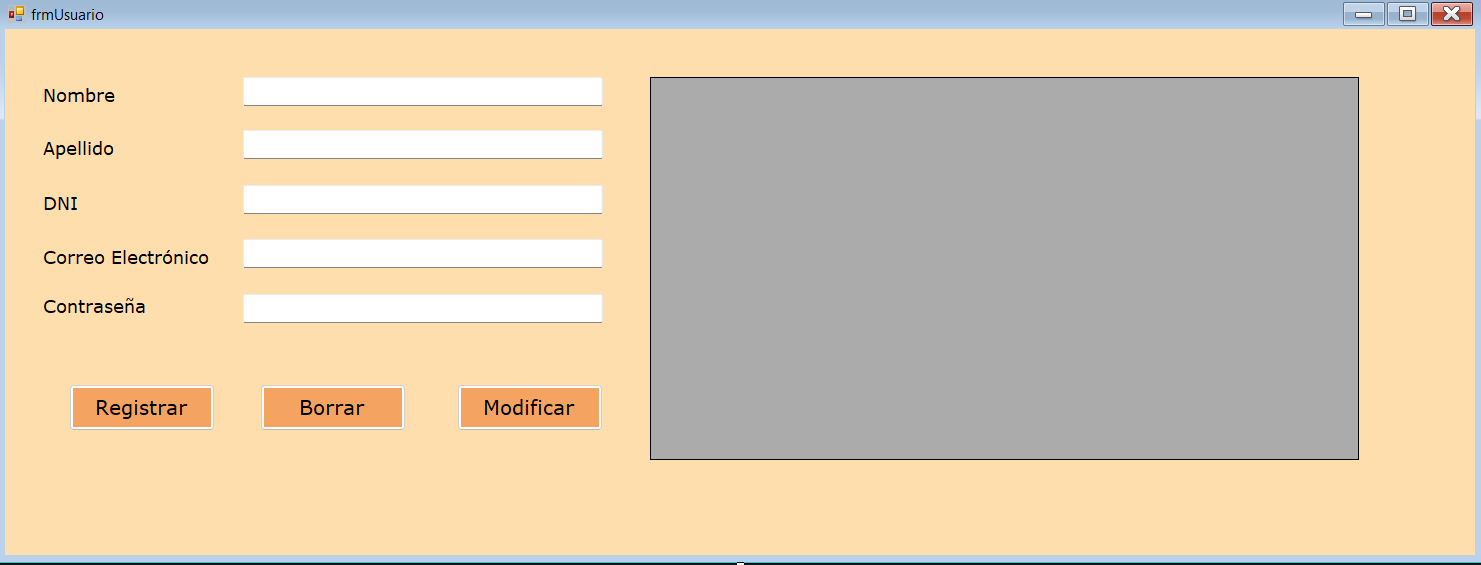 frmUsuario
Nombre
Apellido
DNI
Correo Electrónico
Contraseña
Registrar Borrar Modificar